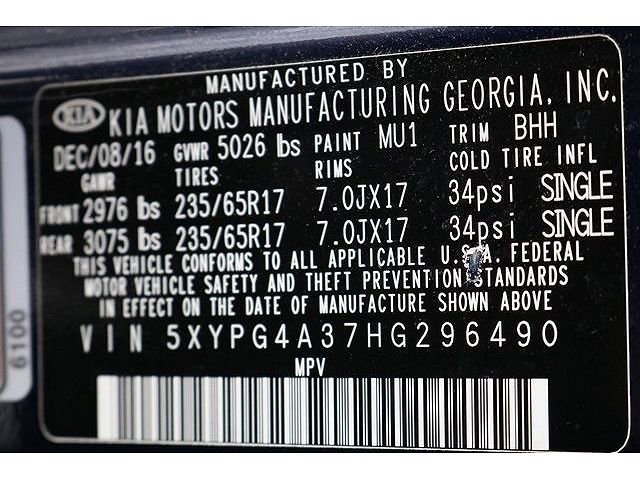 MANUFACTURED BY
KIA KIA MOTORS MANUFACTURING GEORGIA, INC.
DEC/08/16 GVWR 5026 lbs PAINT MU1 TRIM BHH
GAWR TIRES RIMS COLD TIRE INFL
FRONT 2976 lbs 235/65R17 7.0JX17 34psi SINGLE
REAR 3075 lbs 235/65R17 7.0JX17 34psi SINGLE
THIS VEHICLE CONFORMS TO ALL APPLICABLE U.S.A. FEDERAL
MOTOR VEHICLE SAFETY AND THEFT PREVENTION STANDARDS
IN EFFECT ON THE DATE OF MANUFACTURE SHOWN ABOVE
VIN 5XYPG4A37HG296490
MPV
6100